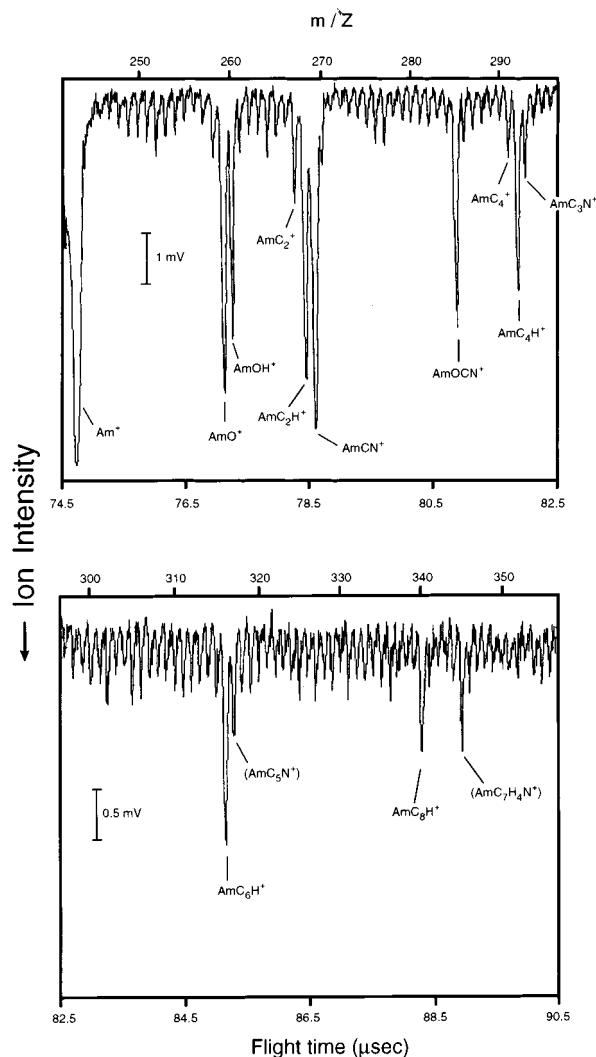 m/Z
250 260 270 280 290
1 mV
AmC₂⁺
AmC₄⁺
AmC₃N⁺
AmOH⁺
AmC₄H⁺
AmOCN⁺
Am⁺
AmO⁺
AmC₂H⁺
AmCN⁺
74.5 76.5 78.5 80.5 82.5
← Ion Intensity
300 310 320 330 340 350
0.5 mV
(AmC₅N⁺)
AmC₈H⁺
(AmC₇H₄N⁺)
AmC₆H⁺
82.5 84.5 86.5 88.5 90.5
Flight time (μsec)